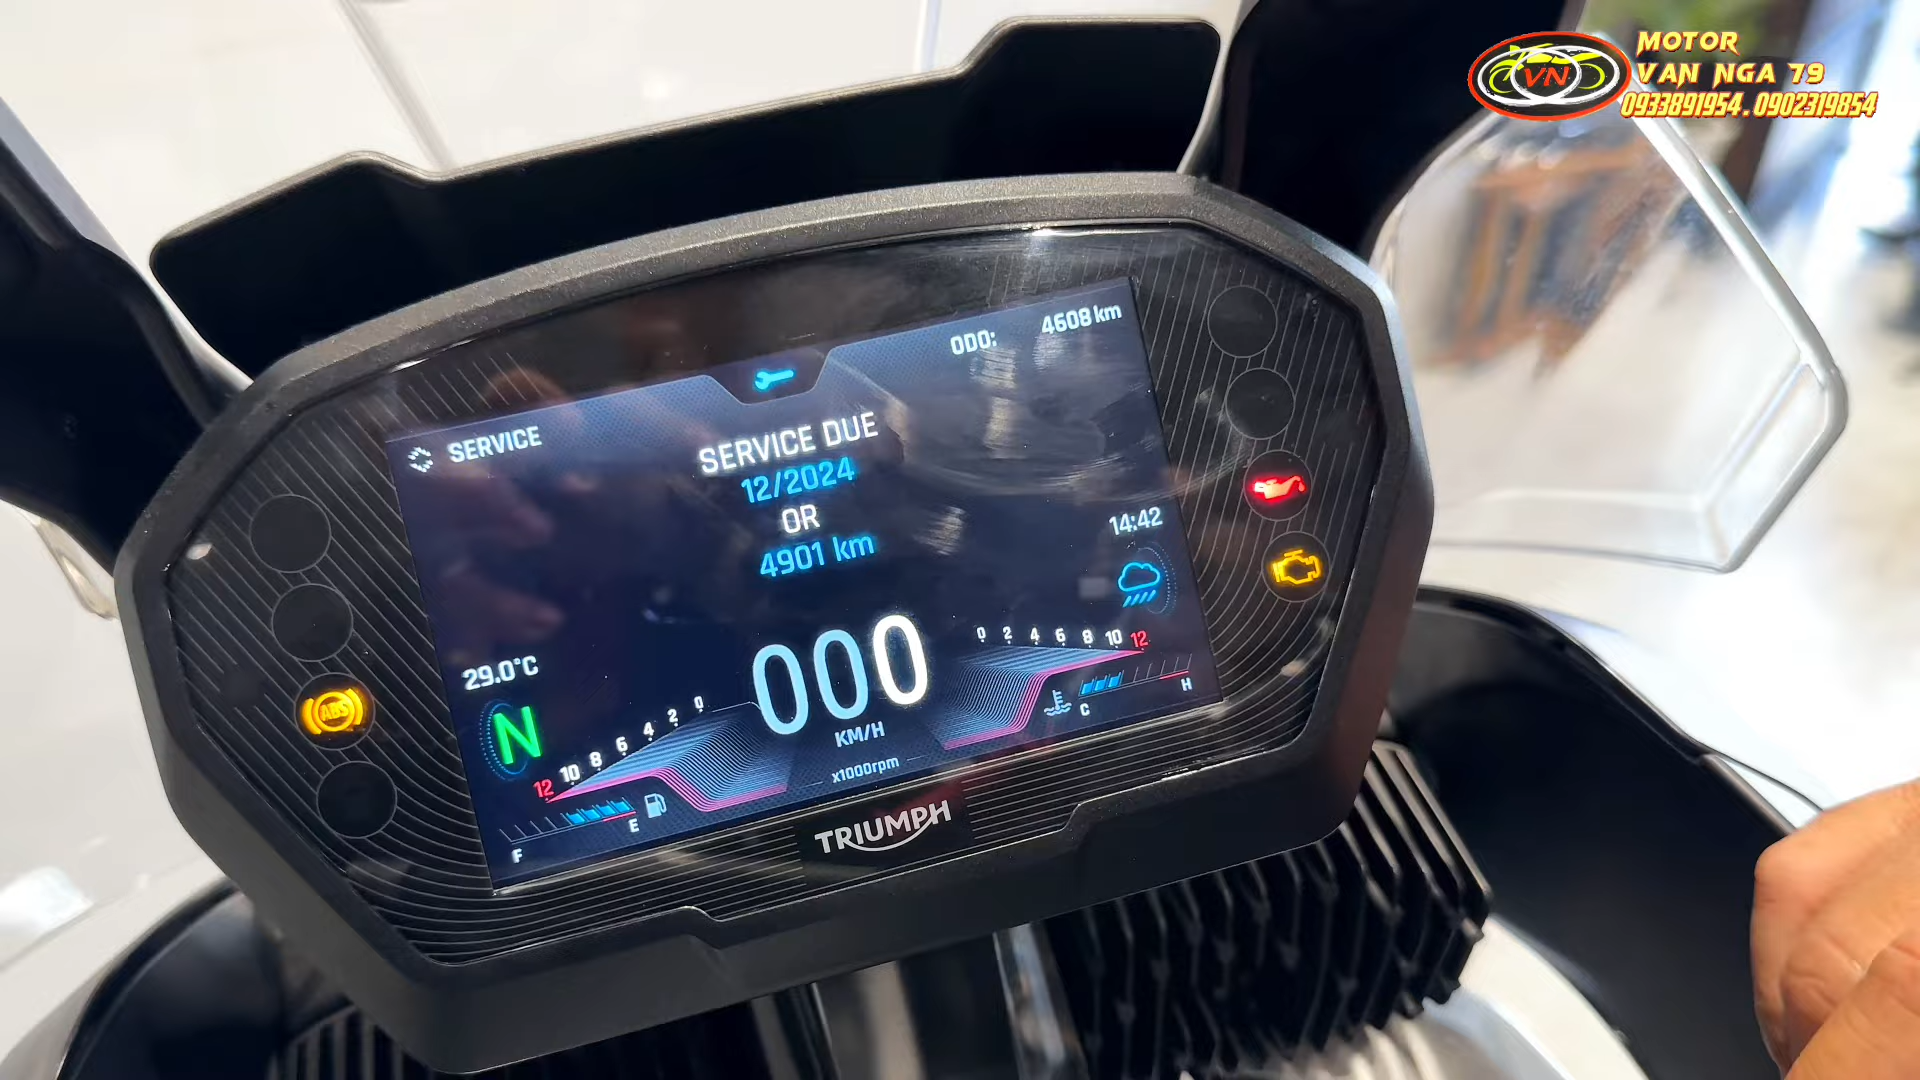 MOTOR
VAN NGA 79
0933891954.0902319854
VN
ODO: 4608 km
SERVICE
SERVICE DUE
12/2024
OR
4901 km
14:42
29.0°C
N
ABS
000
KM/H
x1000rpm
12 10 8 6 4 2 0
0 2 4 6 8 10 12
F E
C H
TRIUMPH